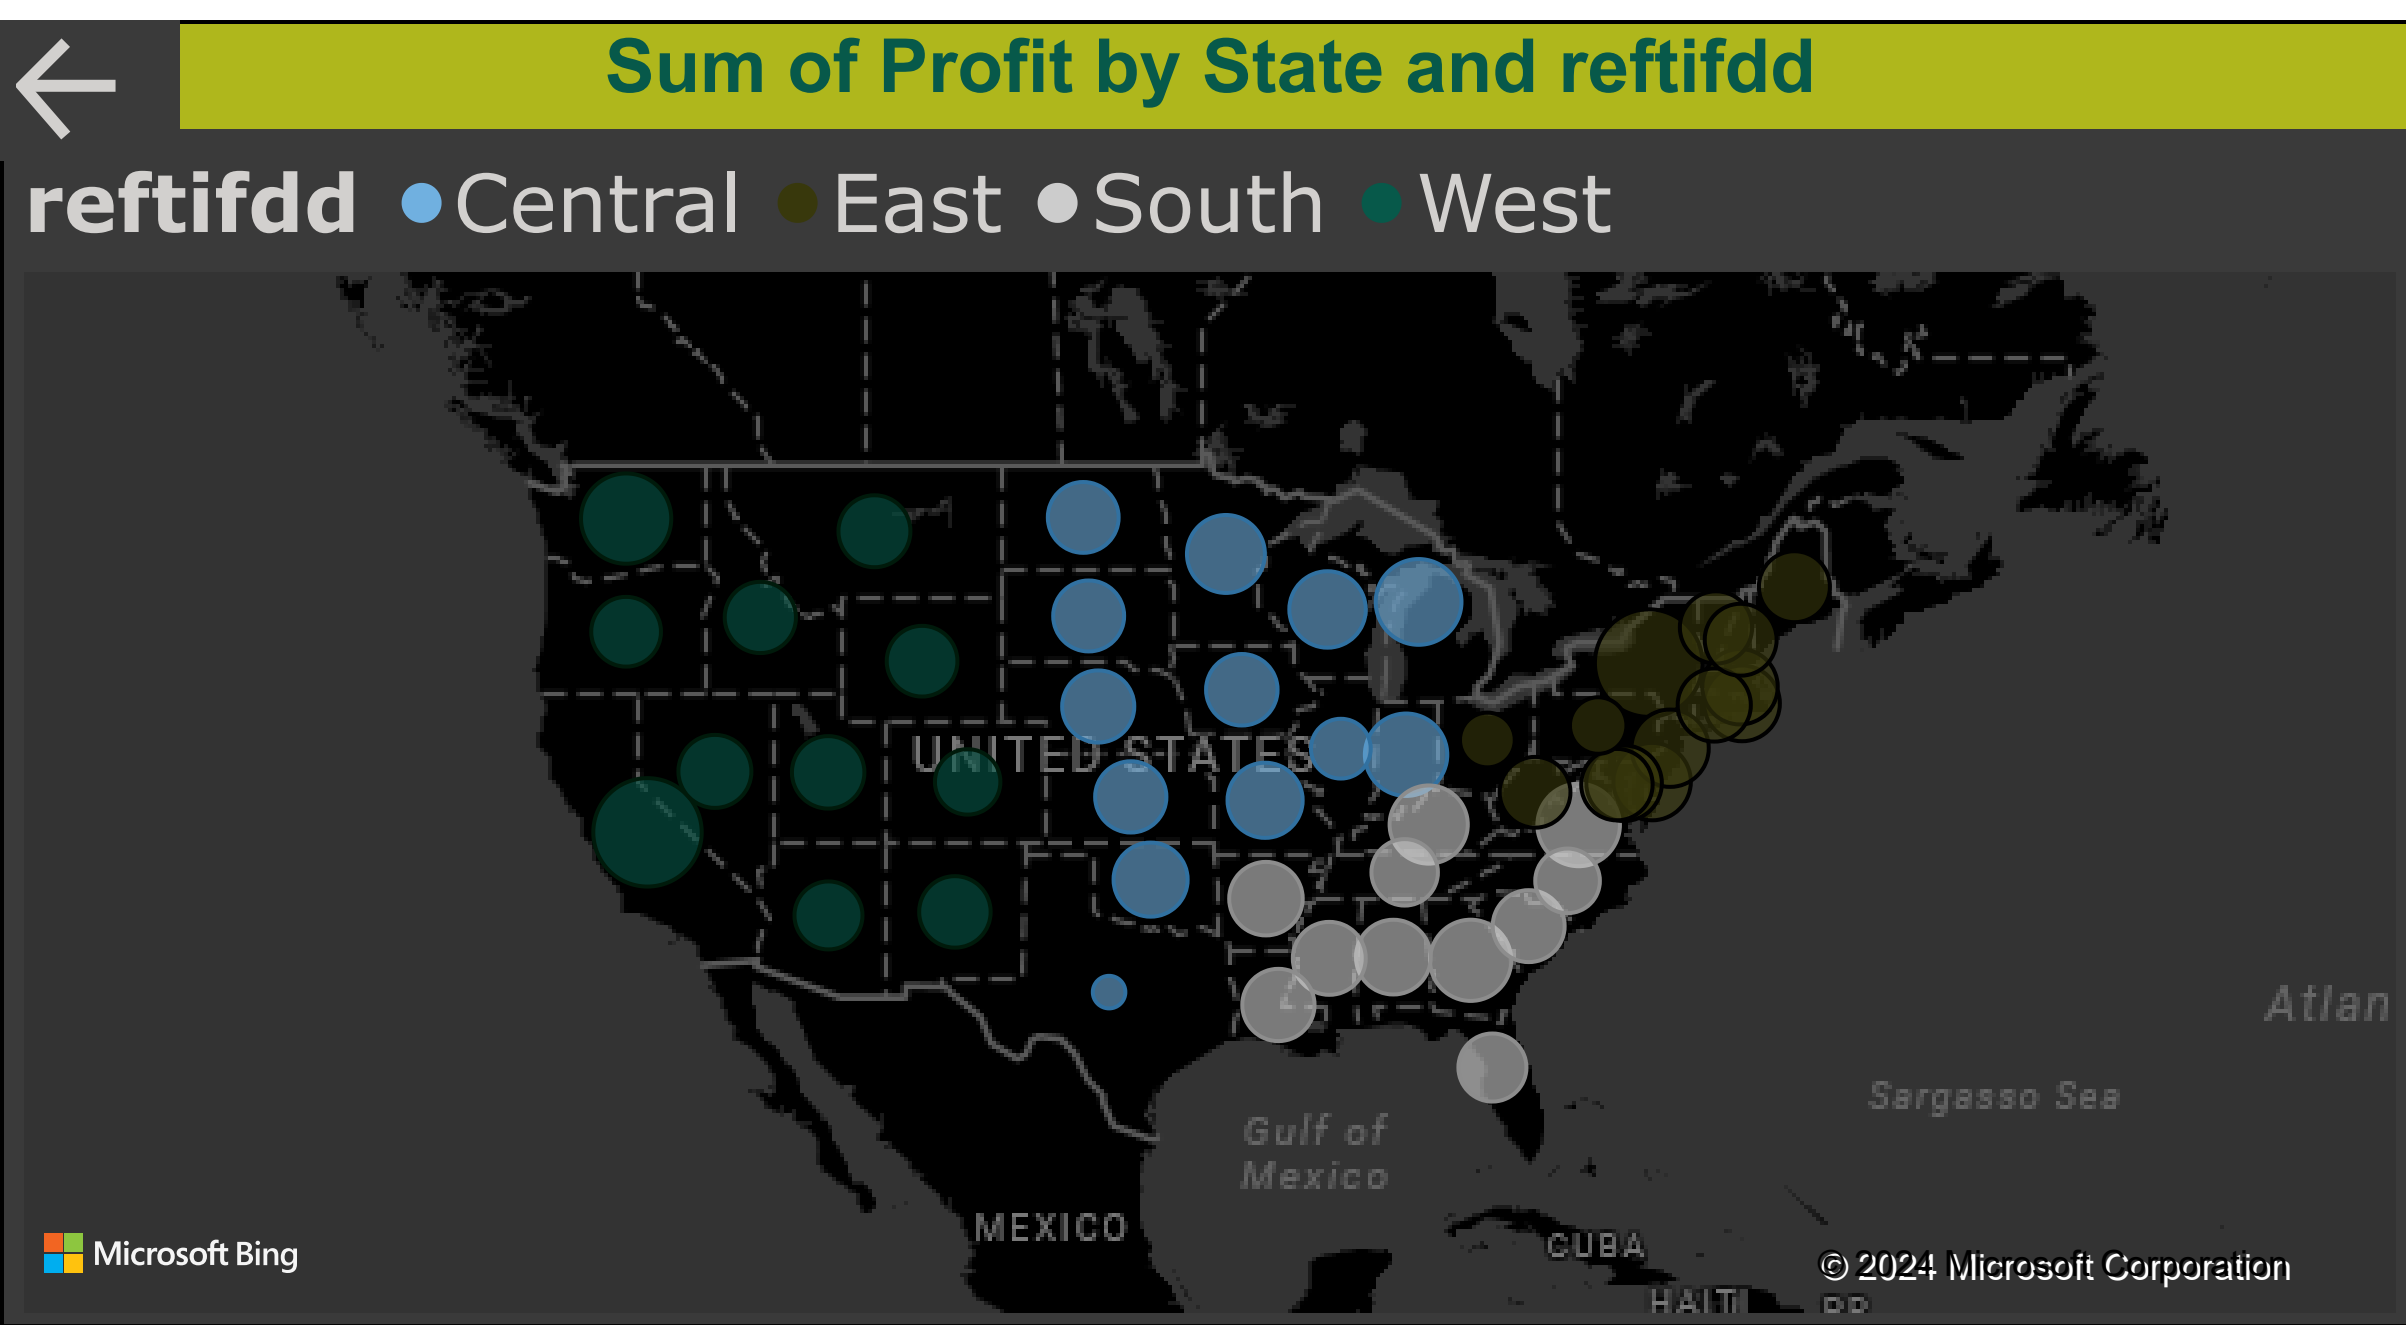 Sum of Profit by State and reftifdd
reftifdd Central East South West
UNITED STATES
Atlan
Sargasso Sea
Gulf of
Mexico
MEXICO
CUBA
Microsoft Bing
© 2024 Microsoft Corporation
HAITI
PR